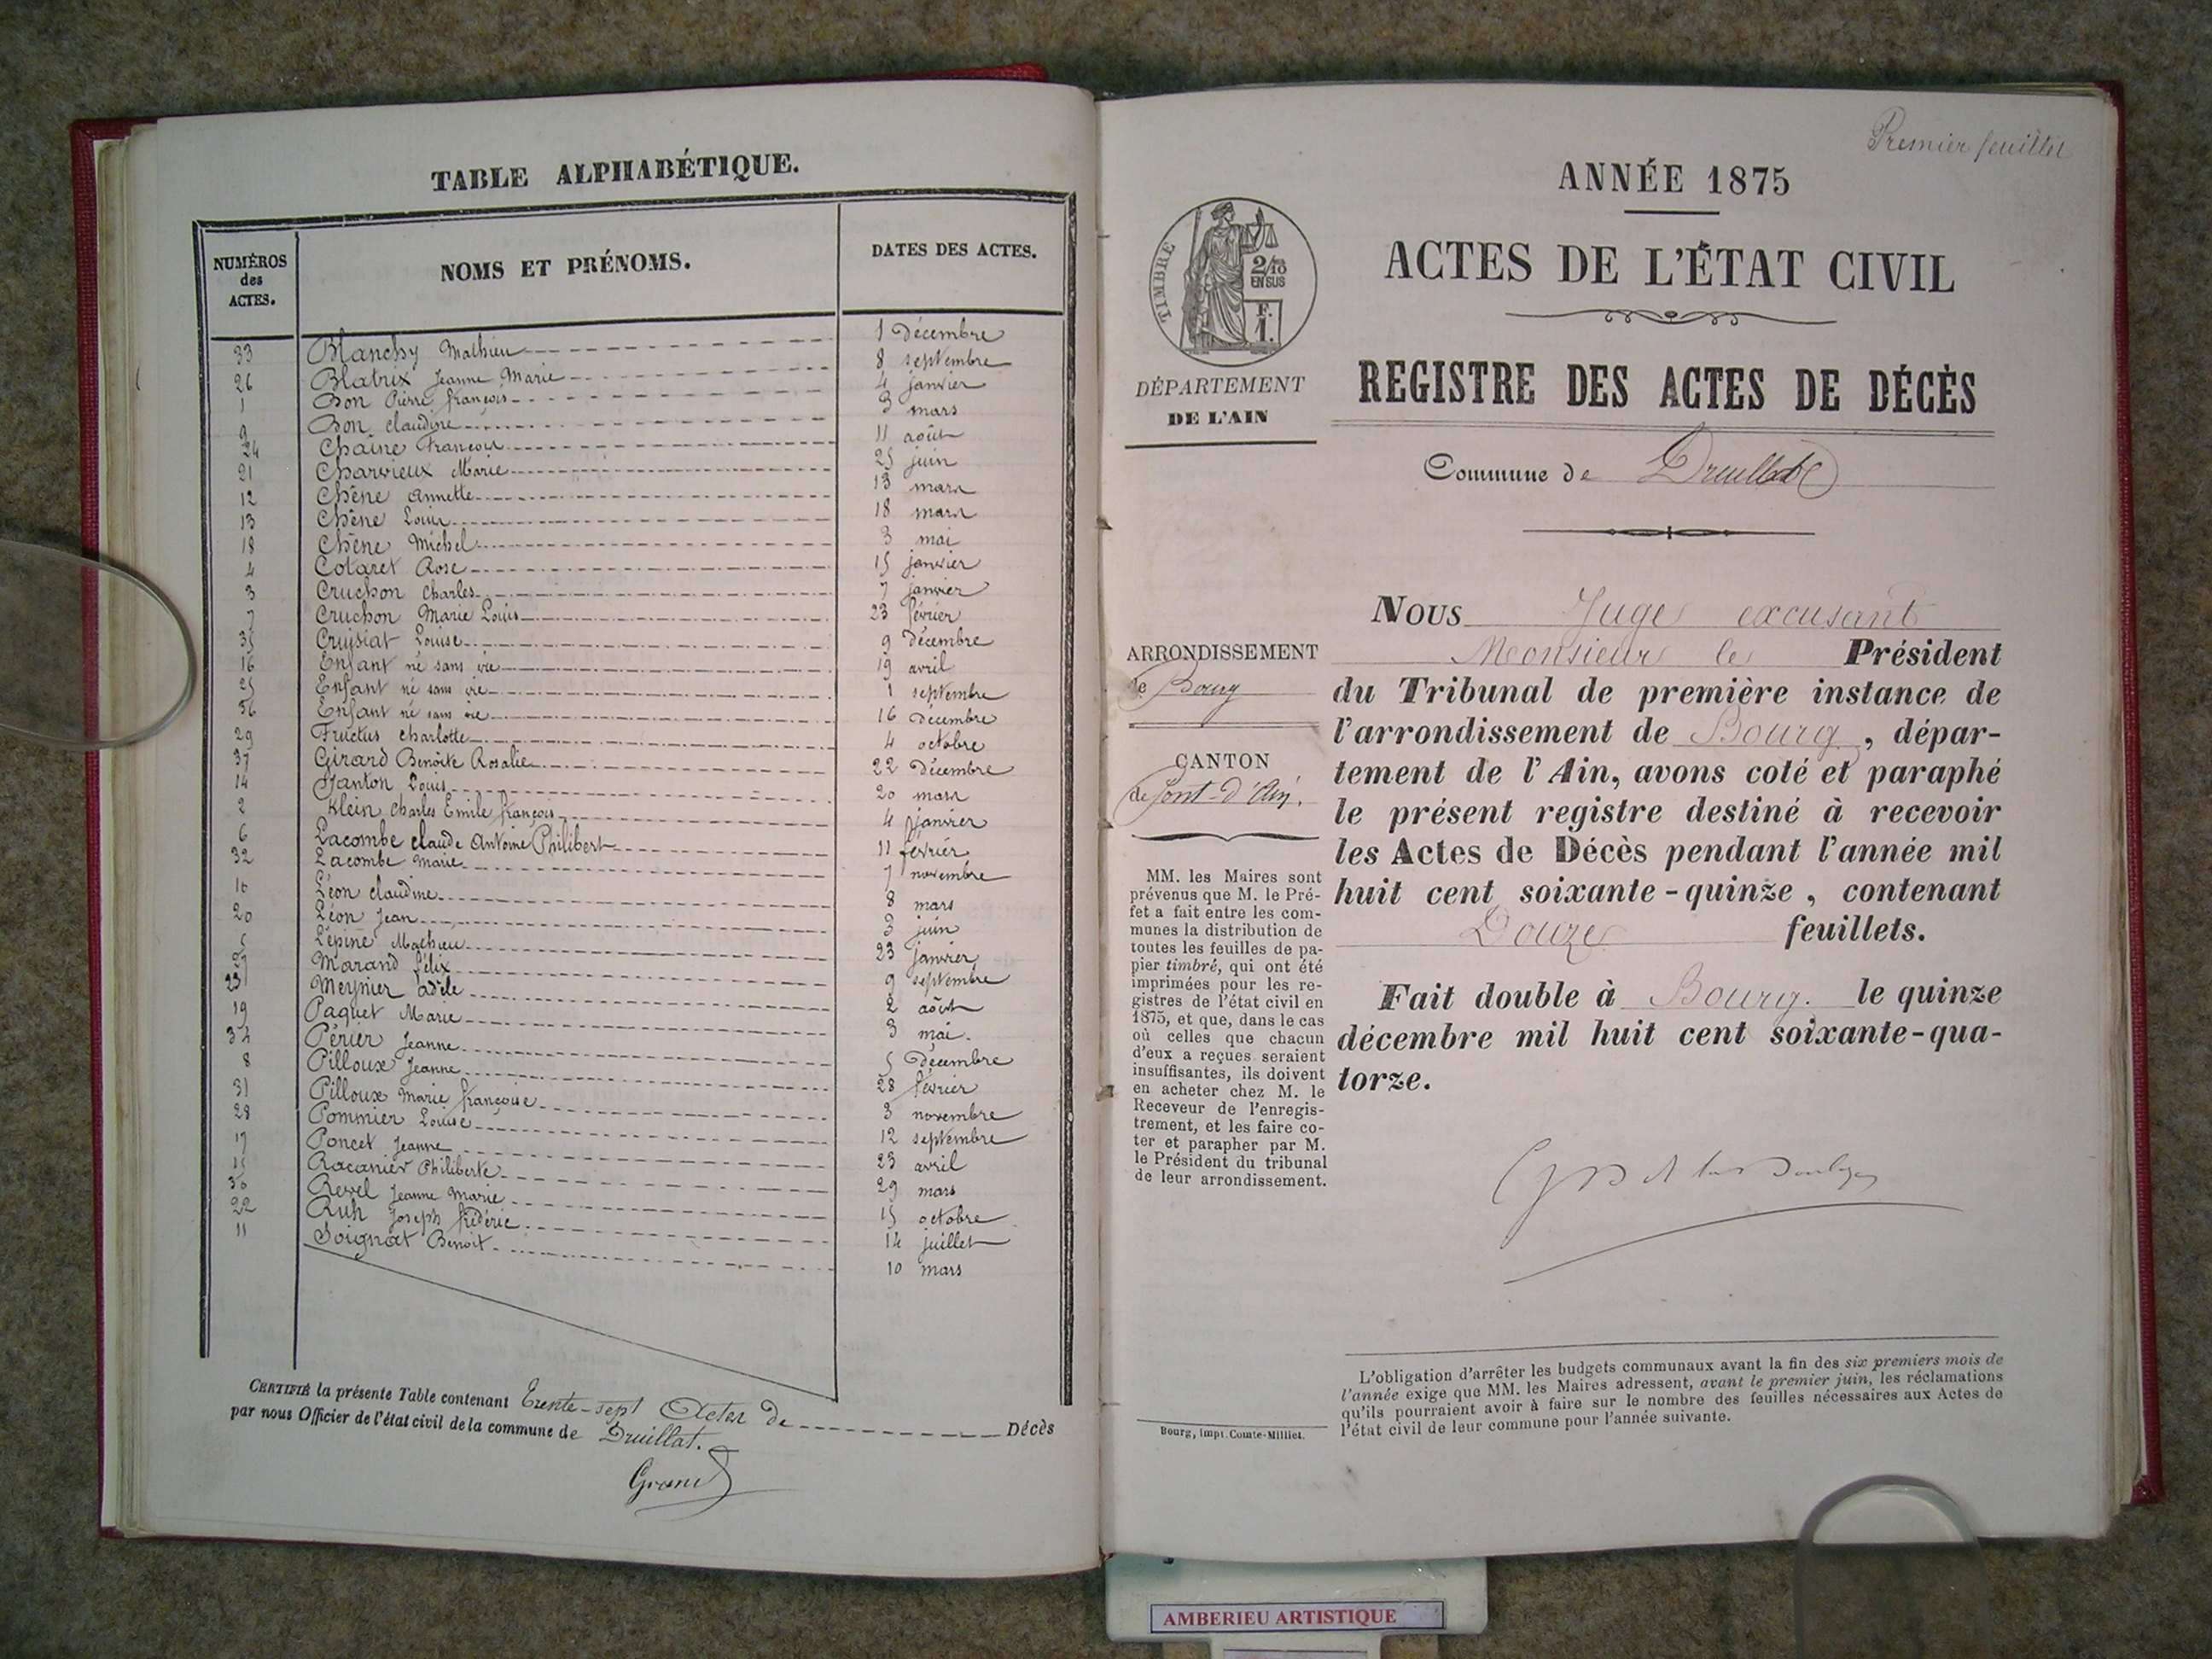 TABLE ALPHABÉTIQUE.
NUMÉROS des ACTES. NOMS ET PRÉNOMS. DATES DES ACTES.
33 Blanchy Mathieu 1 Décembre
26 Blatrix Jeanne Marie 8 septembre
1 Bon Pierre françois 4 janvier
9 Bon claudine 3 mars
24 Chaine François 11 août
21 Charvieux Marie 25 juin
12 Chêne Annette 13 mars
13 Chêne Louis 18 mars
18 Chêne Michel 3 mai
4 Colaret Rose 15 janvier
3 Cruchon Charles 7 janvier
7 Cruchon Marie Louis 23 février
35 Cruisiat Louise 9 Décembre
16 Enfant né sans vie 19 avril
25 Enfant né sans vie 1 septembre
36 Enfant né sans vie 16 Décembre
29 Fructus Charlotte 4 octobre
37 Girard Benoîte Rosalie 22 Décembre
14 Janton Louis 20 mars
2 Klein Charles Emile françois 4 janvier
6 Lacombe claude Antoine Philibert 11 février
32 Lacombe Marie 7 novembre
10 Léon claudine 8 mars
20 Léon Jean 3 juin
5 Lépine Mathieu 23 janvier
27 Morand félix 9 septembre
23 Meynier adèle 2 août
19 Paquet Marie 3 mai.
34 Périer Jeanne 5 Décembre
8 Pilloux Jeanne 28 février
31 Pilloux Marie françoise 3 novembre
28 Pommier Louise 12 septembre
17 Poncet Jeanne 23 avril
15 Racanier Philiberte 29 mars
30 Revel Jeanne Marie 15 octobre
22 Ruh Joseph frédéric 14 juillet
11 Soignat Benoit 10 mars
CERTIFIÉ la présente Table contenant Trente-sept Actes de Décès
par nous Officier de l'état civil de la commune de Druillat.
Premier feuillet
ANNÉE 1875
ACTES DE L'ÉTAT CIVIL
REGISTRE DES ACTES DE DÉCÈS
Commune de Druillat
TIMBRE
2/10
EN SUS
F.
1.
DÉPARTEMENT
DE L'AIN
ARRONDISSEMENT
de Bourg
CANTON
de Pont-d'Ain.
MM. les Maires sont
prévenus que M. le Pré-
fet a fait entre les com-
munes la distribution de
toutes les feuilles de pa-
pier timbré, qui ont été
imprimées pour les re-
gistres de l'état civil en
1875, et que, dans le cas
où celles que chacun
d'eux a reçues seraient
insuffisantes, ils doivent
en acheter chez M. le
Receveur de l'enregis-
trement, et les faire co-
ter et parapher par M.
le Président du tribunal
de leur arrondissement.
Bourg, impr. Comte-Milliet.
Nous Juge excusant
Monsieur le Président
du Tribunal de première instance de
l'arrondissement de Bourg, dépar-
tement de l'Ain, avons coté et paraphé
le présent registre destiné à recevoir
les Actes de Décès pendant l'année mil
huit cent soixante-quinze, contenant
Douze feuillets.
Fait double à Bourg. le quinze
décembre mil huit cent soixante-qua-
torze.
L'obligation d'arrêter les budgets communaux avant la fin des six premiers mois de
l'année exige que MM. les Maires adressent, avant le premier juin, les réclamations
qu'ils pourraient avoir à faire sur le nombre des feuilles nécessaires aux Actes de
l'état civil de leur commune pour l'année suivante.
AMBERIEU ARTISTIQUE